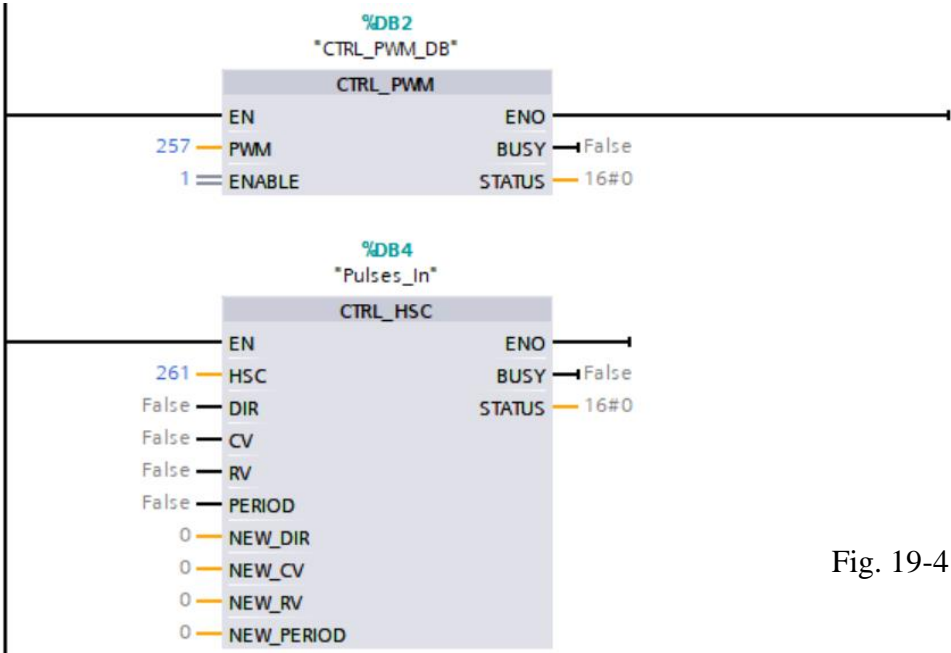 %DB2
"CTRL_PWM_DB"
CTRL_PWM
EN ENO
257 PWM BUSY False
1 ENABLE STATUS 16#0
%DB4
"Pulses_In"
CTRL_HSC
EN ENO
261 HSC BUSY False
False DIR STATUS 16#0
False CV
False RV
False PERIOD
0 NEW_DIR
0 NEW_CV
0 NEW_RV
0 NEW_PERIOD
Fig. 19-4